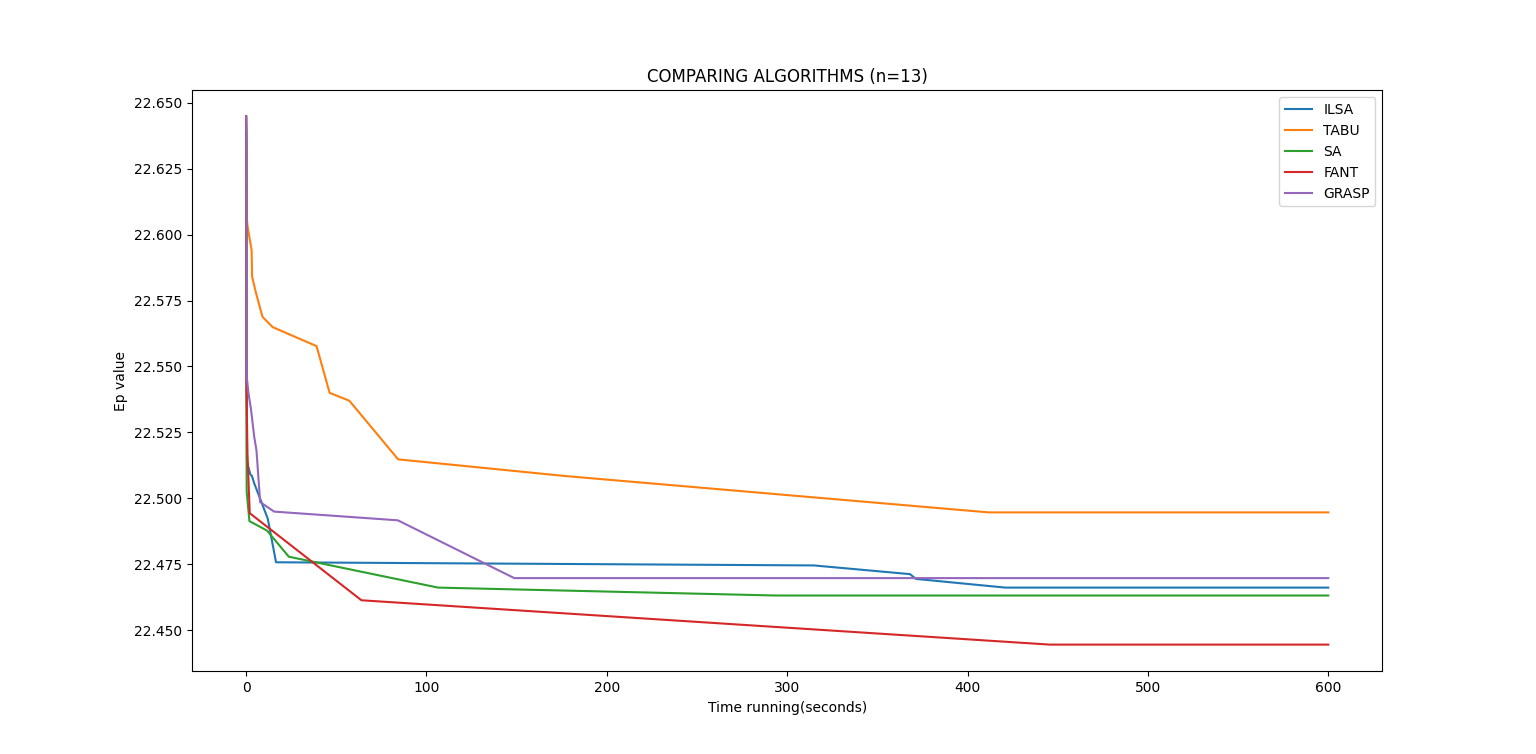 COMPARING ALGORITHMS (n=13)
22.650
22.625
22.600
22.575
22.550
22.525
22.500
22.475
22.450
Ep value
ILSA
TABU
SA
FANT
GRASP
0 100 200 300 400 500 600
Time running(seconds)